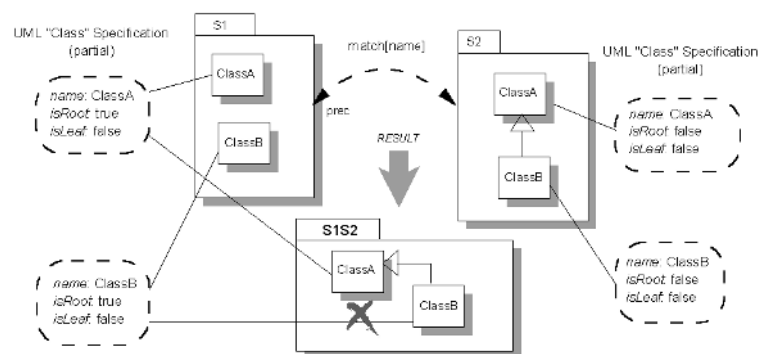 S1
UML "Class" Specification
(partial)
match[name]
S2
UML "Class" Specification
(partial)
ClassA
name: ClassA
isRoot: true
isLeaf: false
ClassA
name: ClassA
isRoot: false
isLeaf: false
prec
ClassB
RESULT
ClassB
S1S2
ClassA
name: ClassB
isRoot: true
isLeaf: false
ClassB
name: ClassB
isRoot: false
isLeaf: false